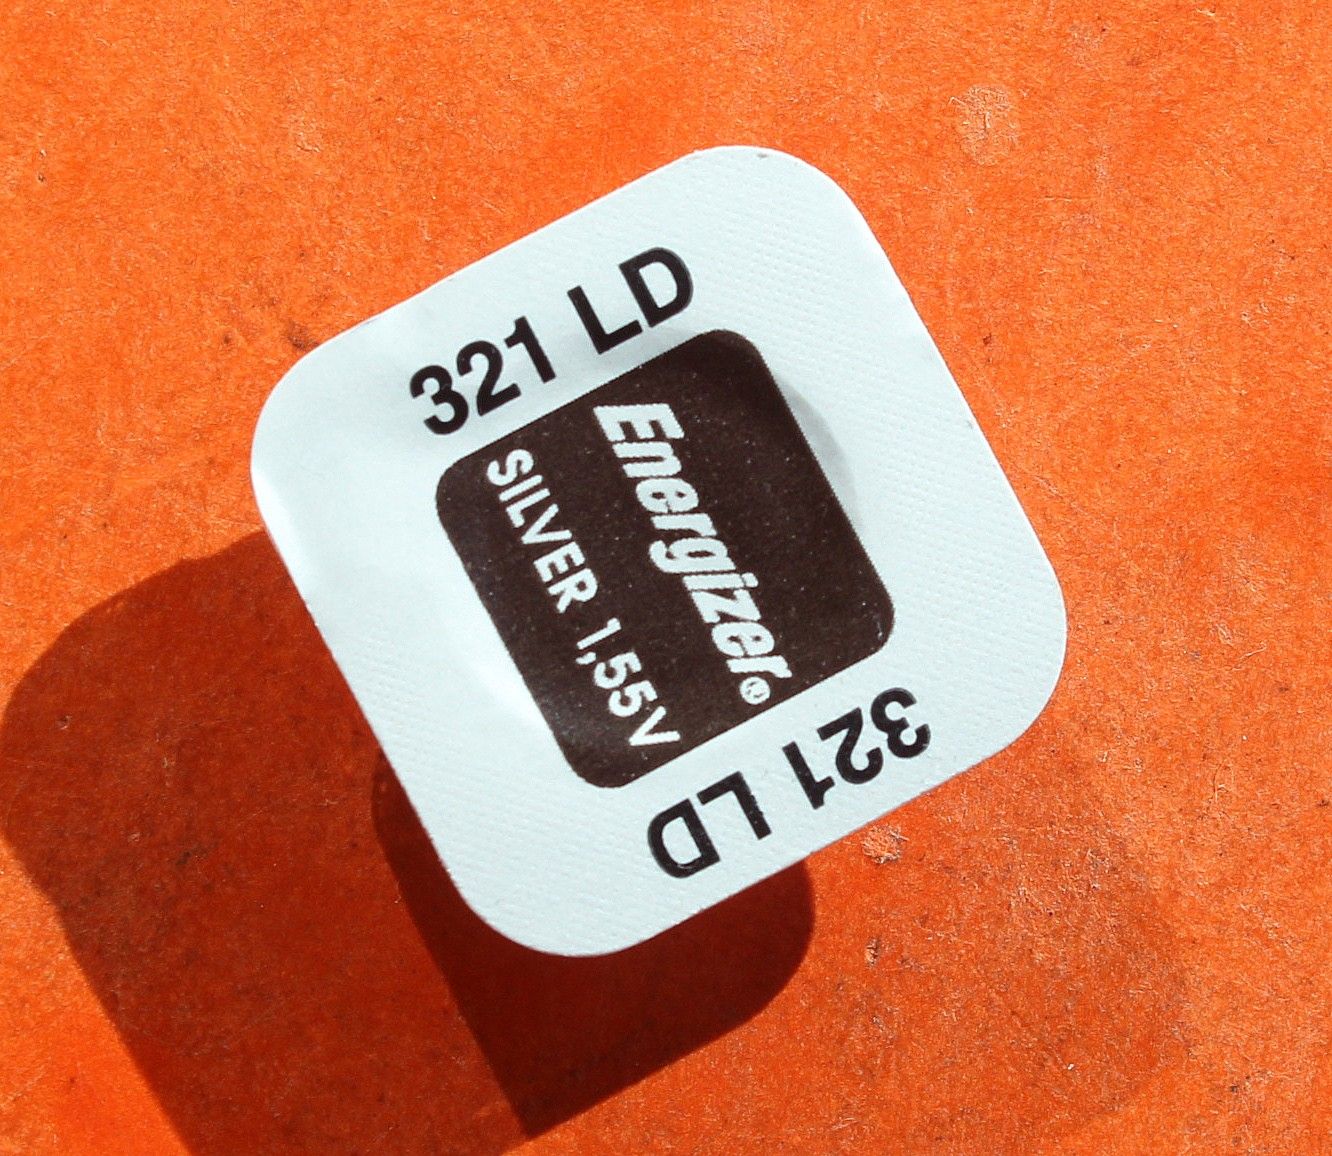 321 LD
Energizer®
SILVER 1,55V
321 LD